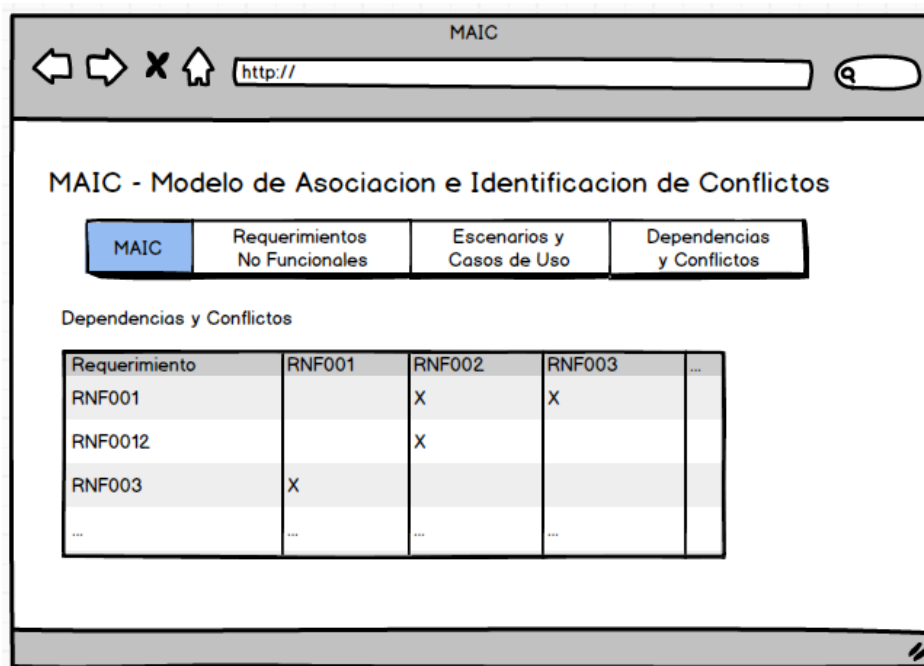 MAIC
http://
MAIC - Modelo de Asociacion e Identificacion de Conflictos
MAIC
Requerimientos
No Funcionales
Escenarios y
Casos de Uso
Dependencias
y Conflictos
Dependencias y Conflictos
Requerimiento RNF001 RNF002 RNF003 ...
RNF001 X X
RNF0012 X
RNF003 X
... ... ... ...